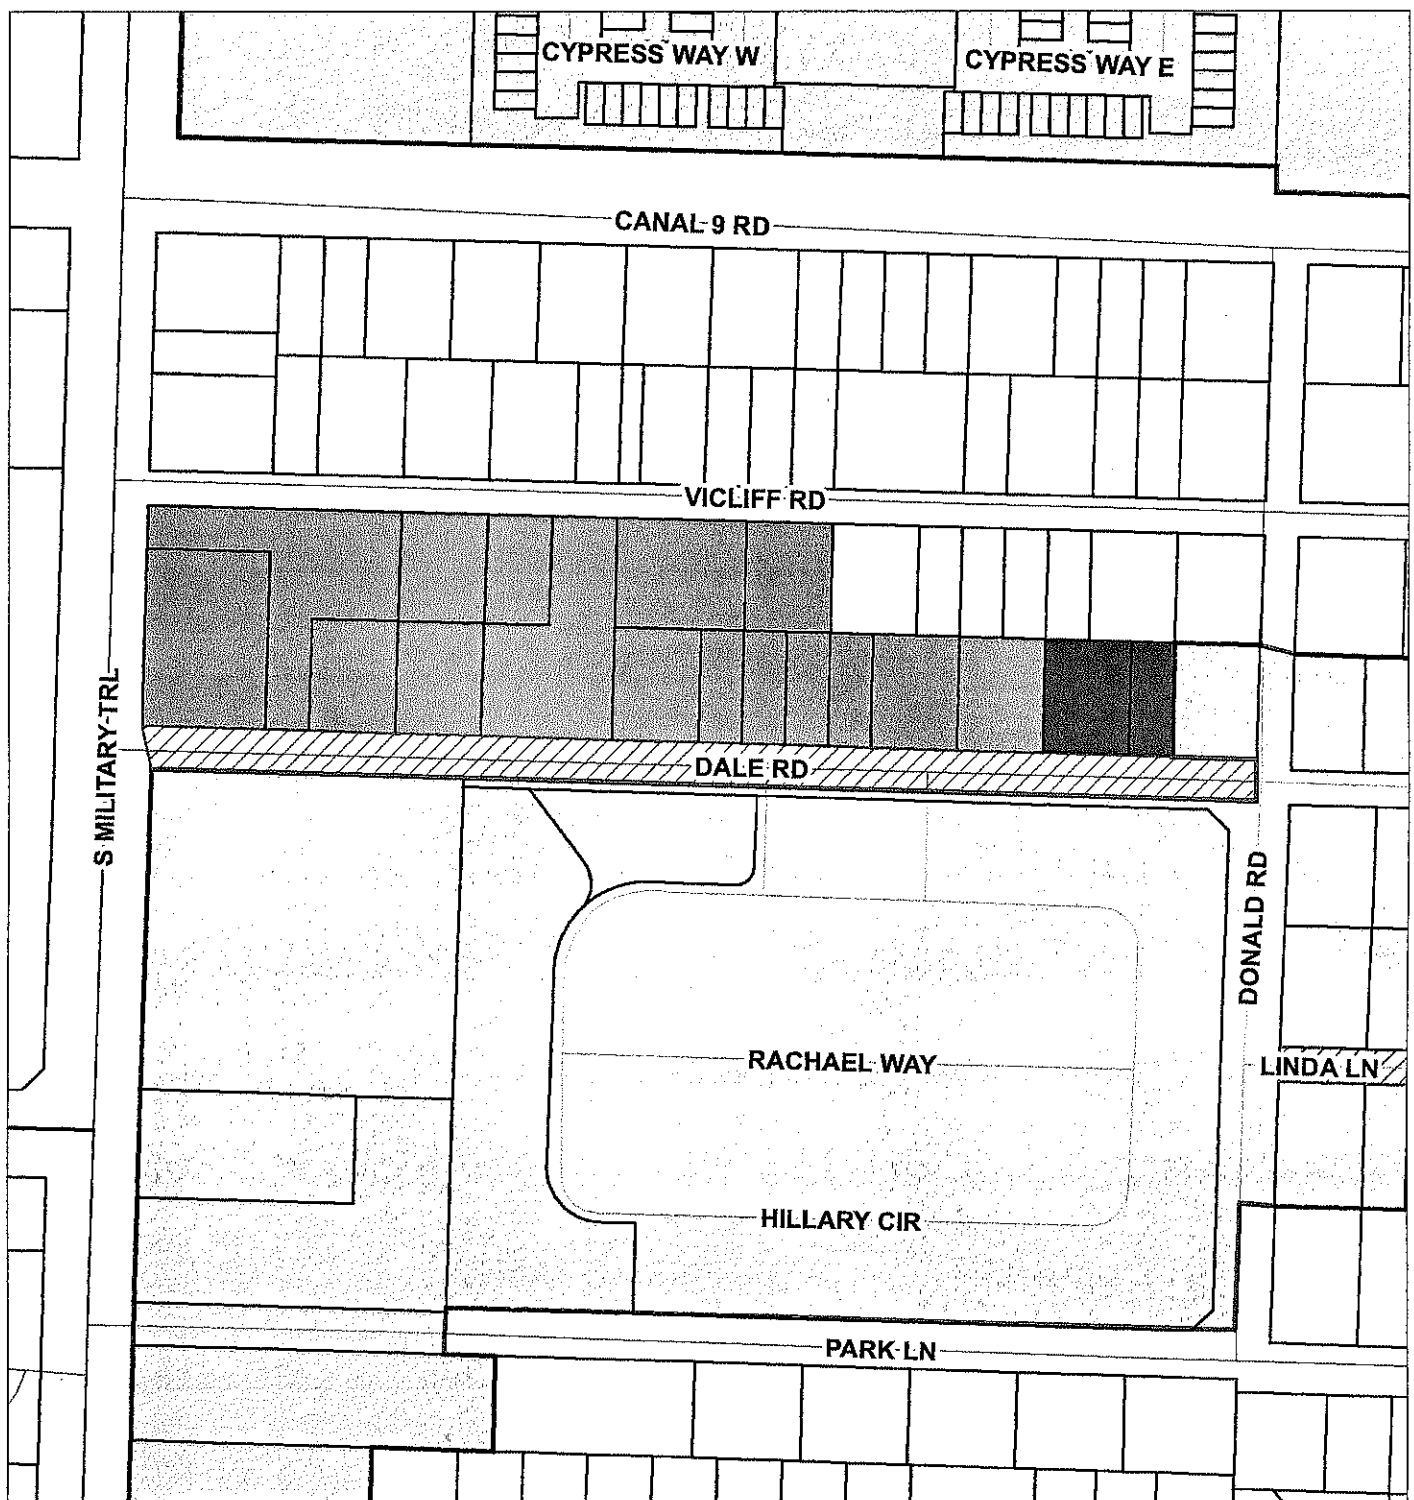 CYPRESS WAY W
CYPRESS WAY E
CANAL 9 RD
VICLIFF RD
S MILITARY TRL
DALE RD
DONALD RD
RACHAEL WAY
LINDA LN
HILLARY CIR
PARK LN